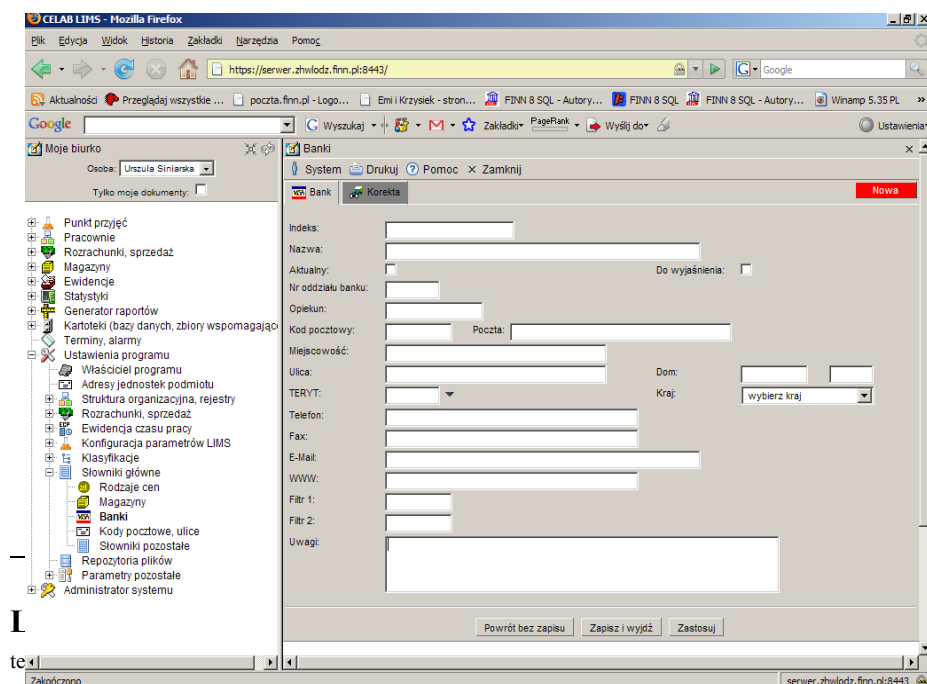 CELAB LIMS - Mozilla Firefox
Plik Edycja Widok Historia Zakładki Narzędzia Pomoc
https://serwer.zhwlodz.finn.pl:8443/ Google
Aktualności Przeglądaj wszystkie ... poczta.finn.pl - Logo... Emi i Krzysiek - stron... FINN 8 SQL - Autory... FINN 8 SQL FINN 8 SQL - Autory... Winamp 5.35 PL »
Google Wyszukaj Zakładki PageRank Wyślij do Ustawienia
Moje biurko
Osoba: Urszula Siniarska
Tylko moje dokumenty:
Punkt przyjęć
Pracownie
Rozrachunki, sprzedaż
Magazyny
Ewidencje
Statystyki
Generator raportów
Kartoteki (bazy danych, zbiory wspomagając
Terminy, alarmy
Ustawienia programu
Właściciel programu
Adresy jednostek podmiotu
Struktura organizacyjna, rejestry
Rozrachunki, sprzedaż
Ewidencja czasu pracy
Konfiguracja parametrów LIMS
Klasyfikacje
Słowniki główne
Rodzaje cen
Magazyny
Banki
Kody pocztowe, ulice
Słowniki pozostałe
Repozytoria plików
Parametry pozostałe
Administrator systemu
Banki
System Drukuj Pomoc Zamknij
Bank Korekta Nowa
Indeks:
Nazwa:
Aktualny: Do wyjaśnienia:
Nr oddziału banku:
Opiekun:
Kod pocztowy: Poczta:
Miejscowość:
Ulica: Dom:
TERYT: Kraj: wybierz kraj
Telefon:
Fax:
E-Mail:
WWW:
Filtr 1:
Filtr 2:
Uwagi:
Powrót bez zapisu Zapisz i wyjdź Zastosuj
te
Zakończono serwer.zhwlodz.finn.pl:8443